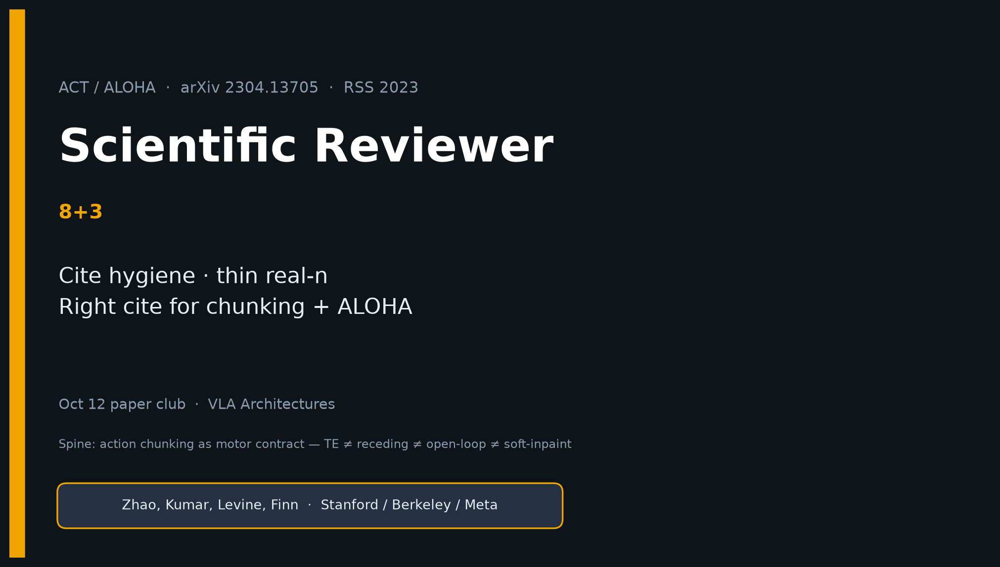 ACT / ALOHA · arXiv 2304.13705 · RSS 2023
Scientific Reviewer
8+3
Cite hygiene · thin real-n
Right cite for chunking + ALOHA
Oct 12 paper club · VLA Architectures
Spine: action chunking as motor contract — TE ≠ receding ≠ open-loop ≠ soft-inpaint
Zhao, Kumar, Levine, Finn · Stanford / Berkeley / Meta